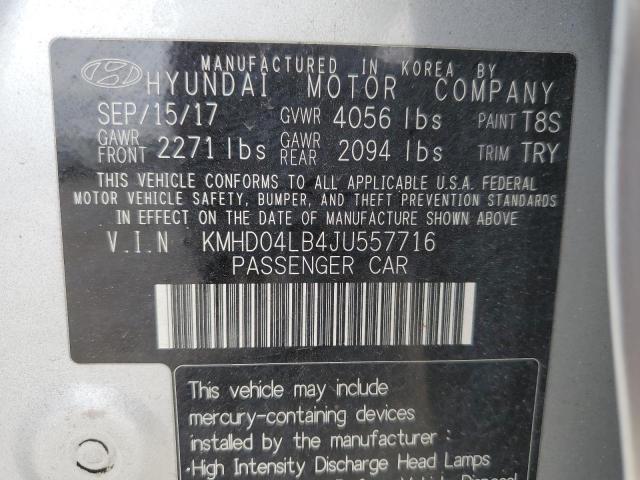 MANUFACTURED IN KOREA BY
HYUNDAI MOTOR COMPANY
SEP/15/17 GVWR 4056 lbs PAINT T8S
GAWR FRONT 2271 lbs GAWR REAR 2094 lbs TRIM TRY
THIS VEHICLE CONFORMS TO ALL APPLICABLE U.S.A. FEDERAL
MOTOR VEHICLE SAFETY, BUMPER, AND THEFT PREVENTION STANDARDS
IN EFFECT ON THE DATE OF MANUFACTURE SHOWN ABOVE.
V.I.N KMHD04LB4JU557716
PASSENGER CAR
This vehicle may include
mercury-containing devices
installed by the manufacturer :
·High Intensity Discharge Head Lamps